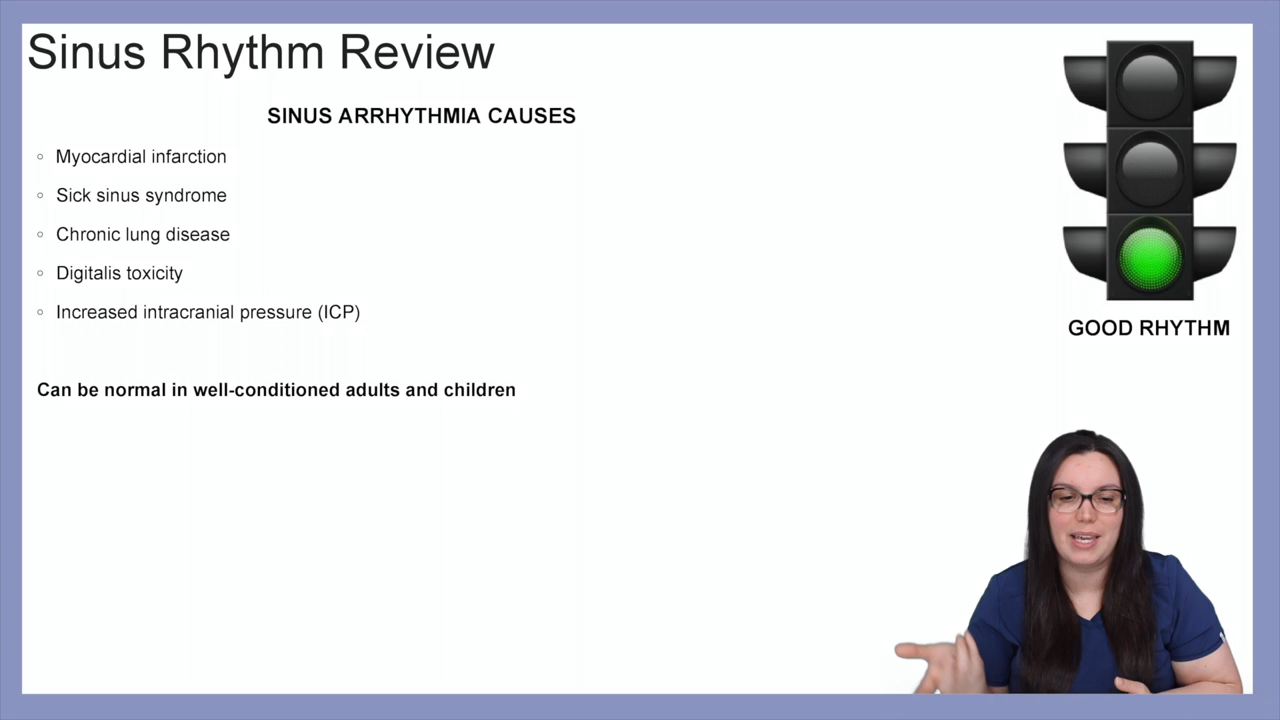 Sinus Rhythm Review
SINUS ARRHYTHMIA CAUSES
Myocardial infarction
Sick sinus syndrome
Chronic lung disease
Digitalis toxicity
Increased intracranial pressure (ICP)
Can be normal in well-conditioned adults and children
GOOD RHYTHM